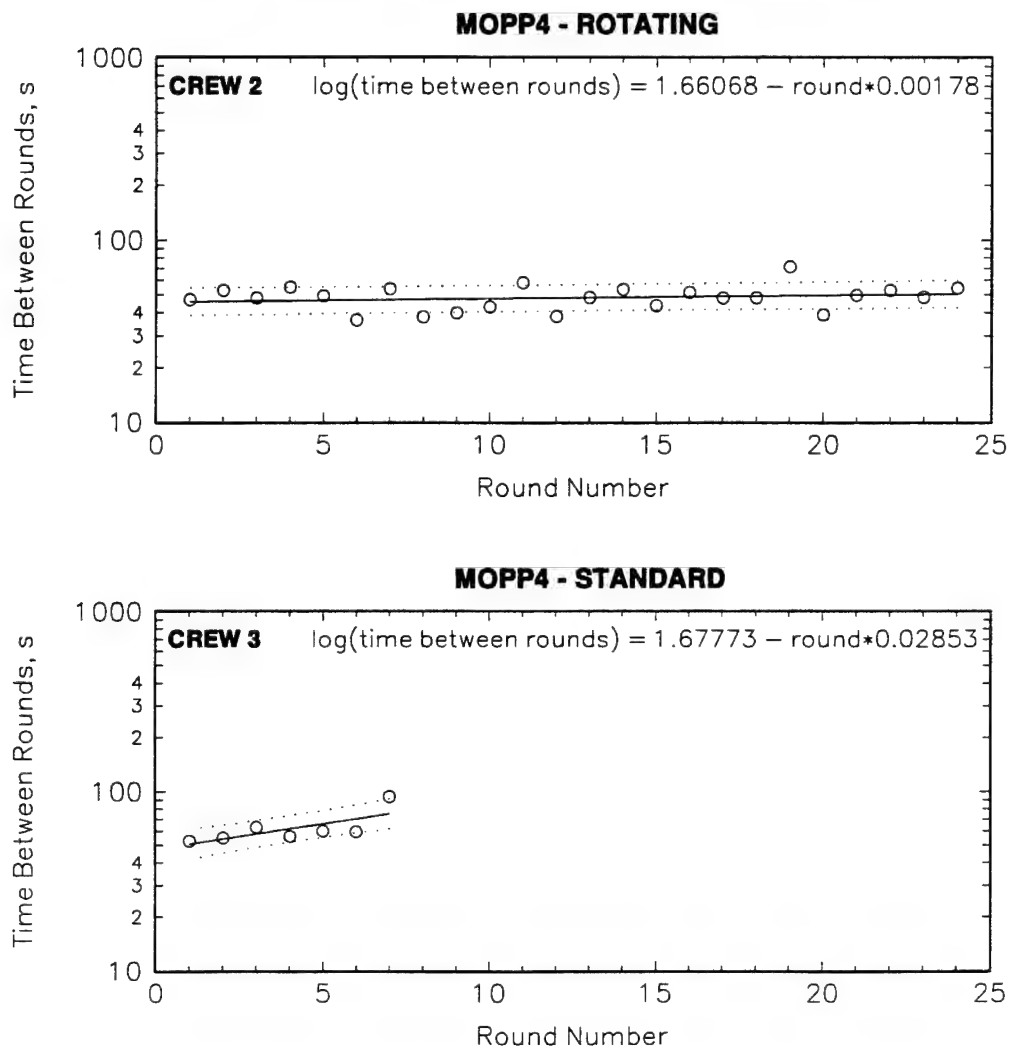 MOPP4 - ROTATING
1000
CREW 2 log(time between rounds) = 1.66068 − round*0.00178
4
3
2
100
4
3
2
10
0 5 10 15 20 25
Time Between Rounds, s
Round Number
MOPP4 - STANDARD
1000
CREW 3 log(time between rounds) = 1.67773 − round*0.02853
4
3
2
100
4
3
2
10
0 5 10 15 20 25
Time Between Rounds, s
Round Number